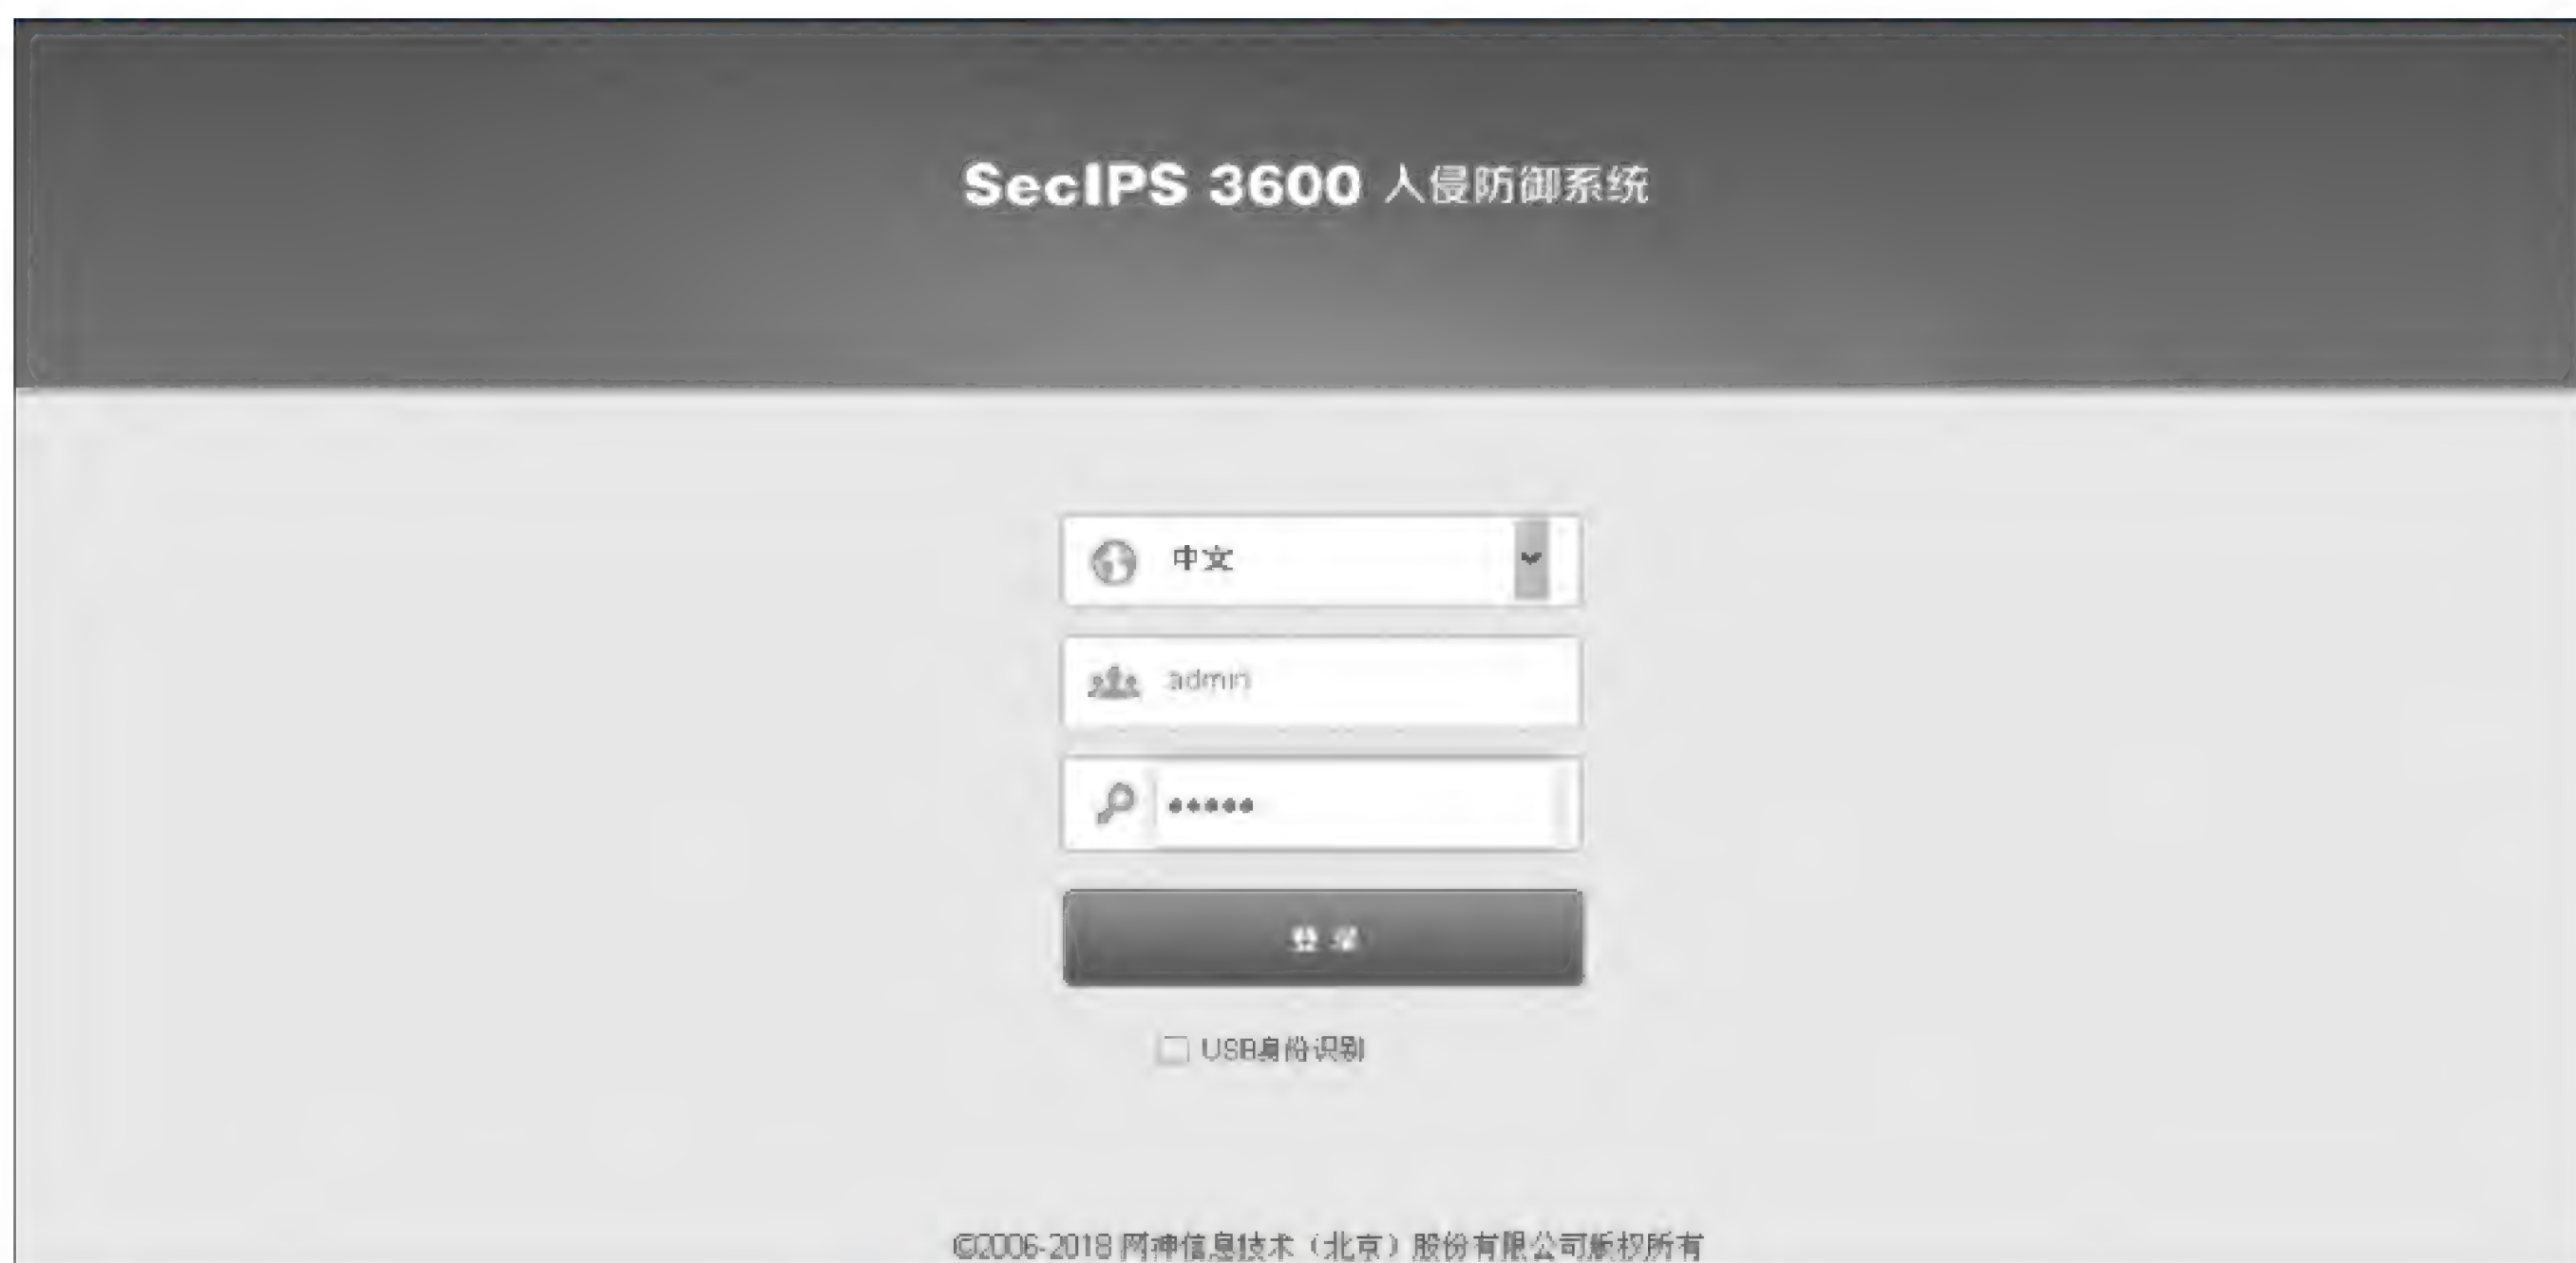 SecIPS 3600 入侵防御系统
中文
admin
•••••
登 录
USB身份识别
©2006-2018 网神信息技术（北京）股份有限公司版权所有